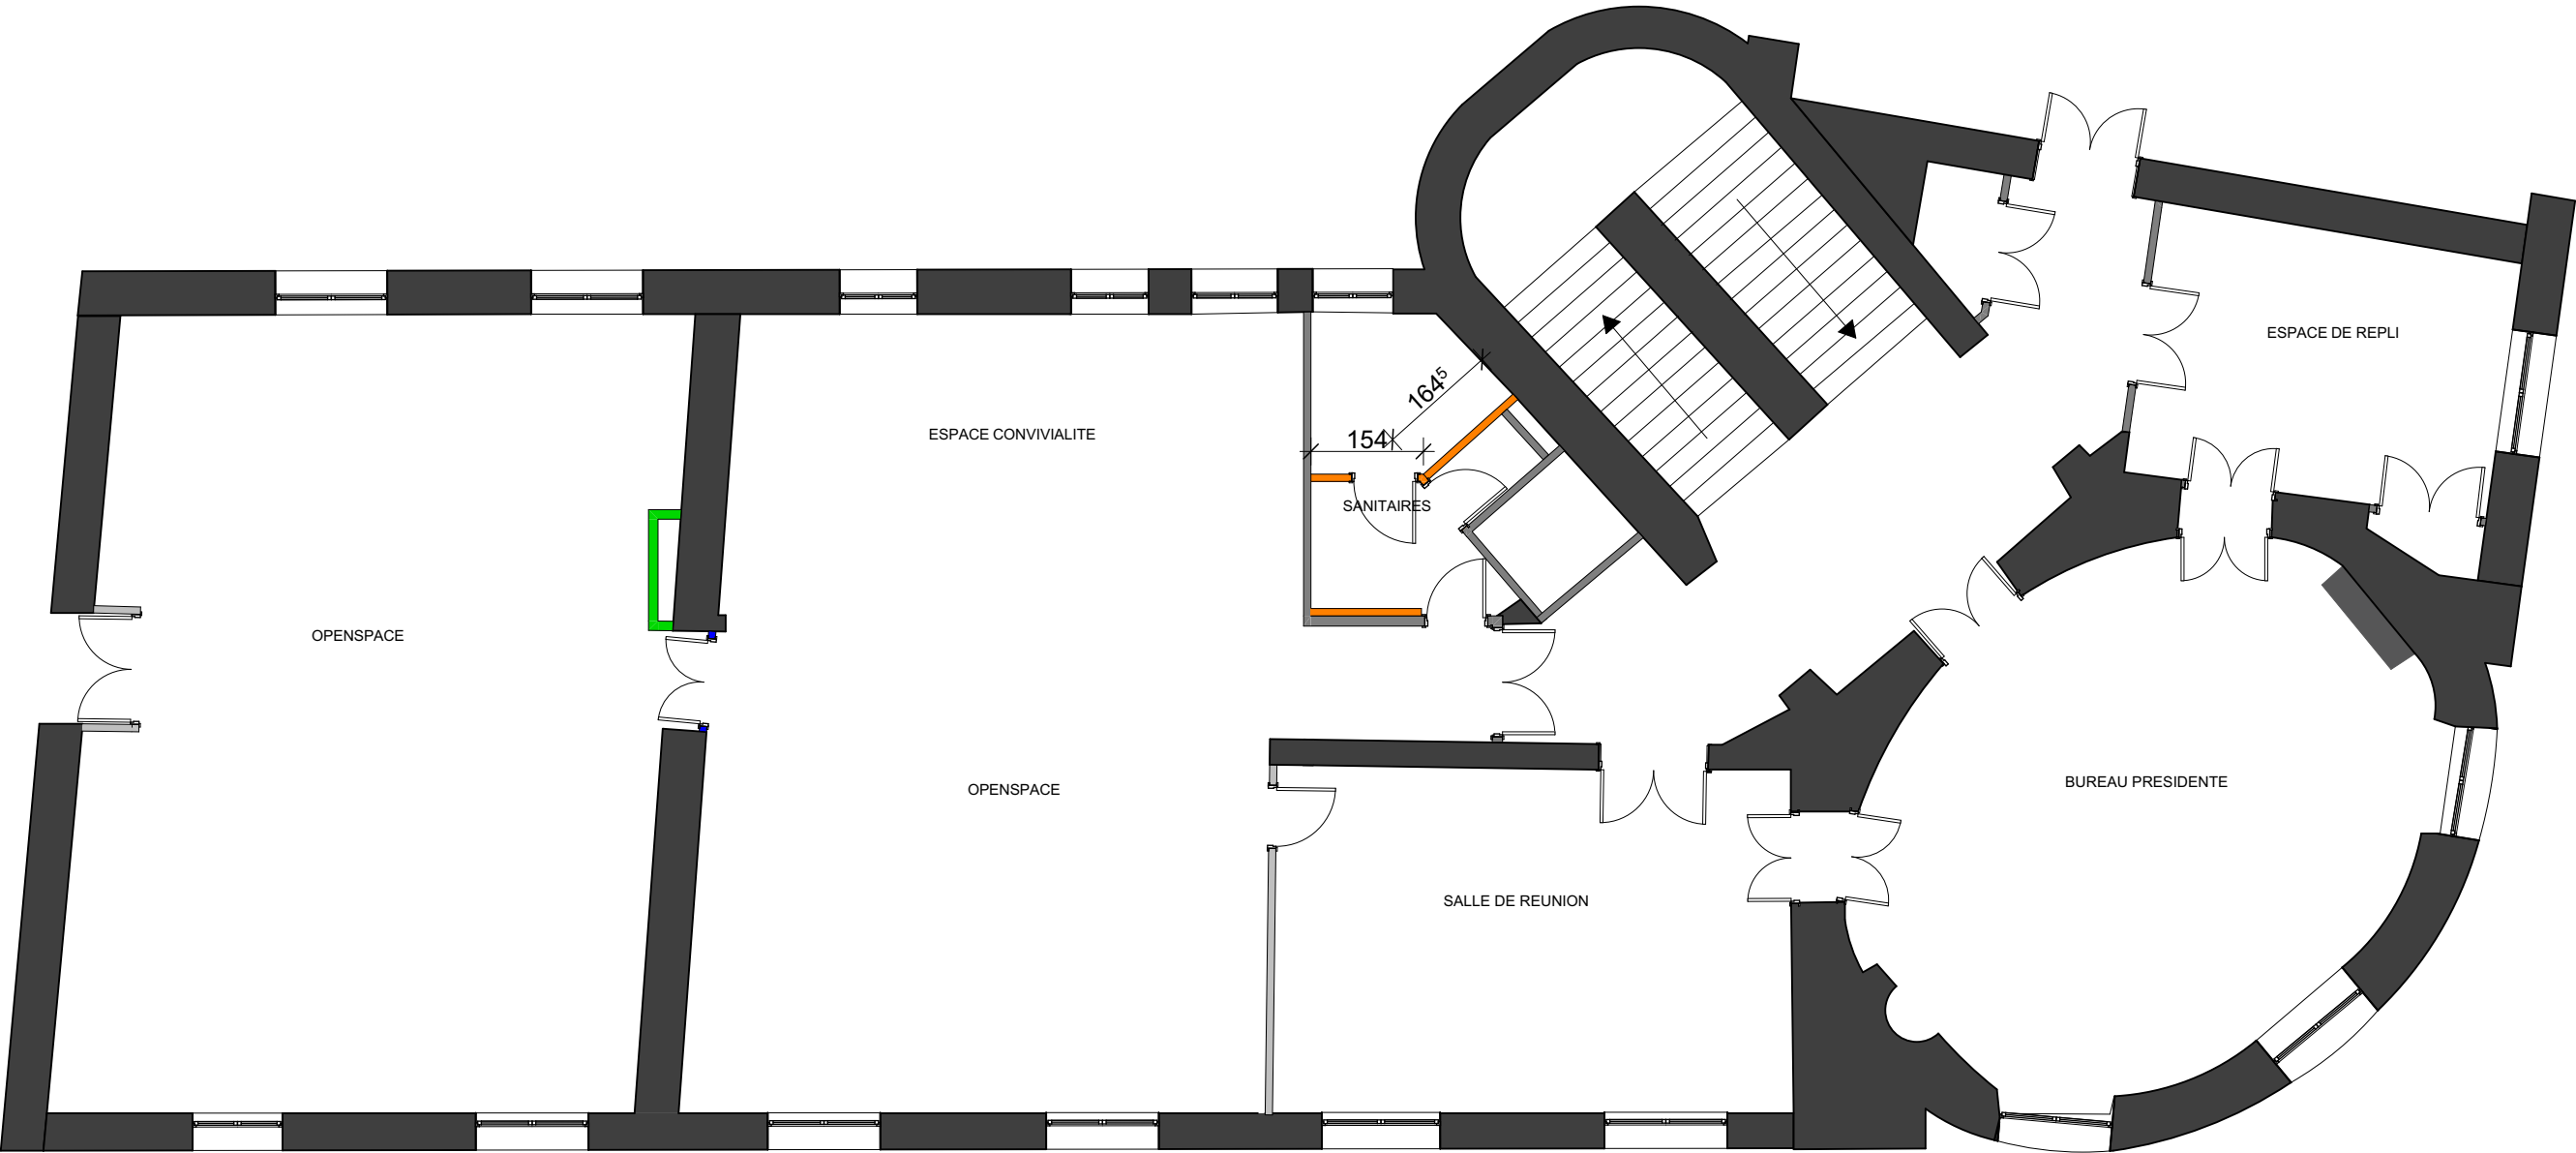 ESPACE DE REPLI
164⁵
ESPACE CONVIVIALITE
154
SANITAIRES
OPENSPACE
BUREAU PRESIDENTE
OPENSPACE
SALLE DE REUNION